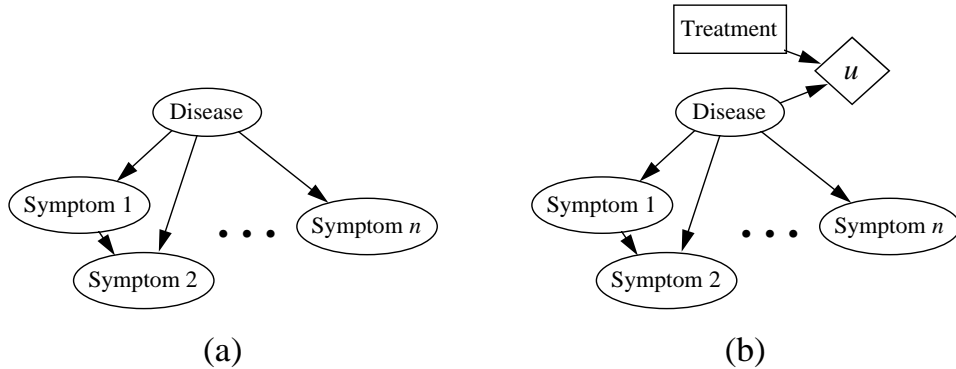 Disease
Symptom 1
Symptom n
Symptom 2
(a)
Treatment
u
Disease
Symptom 1
Symptom n
Symptom 2
(b)